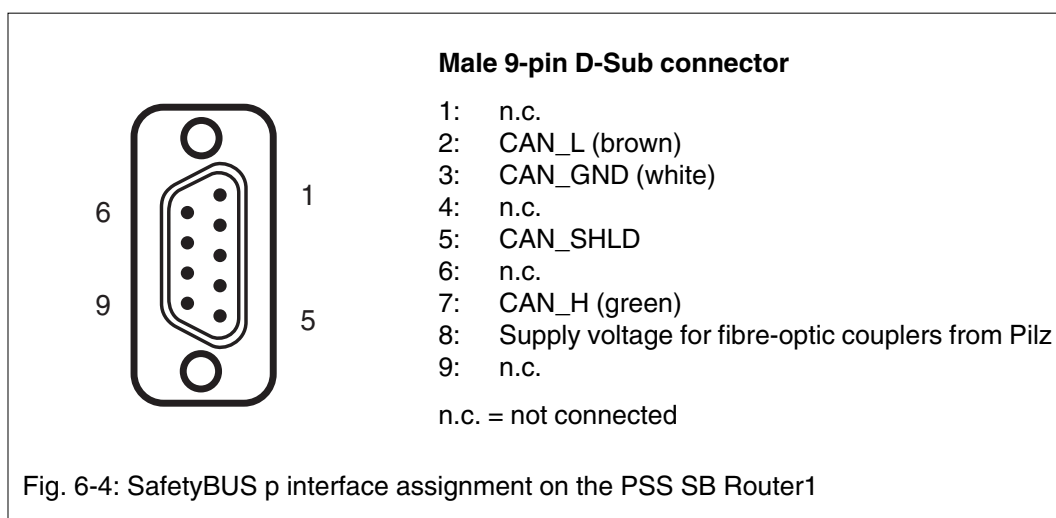 Male 9-pin D-Sub connector
1: n.c.
2: CAN_L (brown)
3: CAN_GND (white)
4: n.c.
5: CAN_SHLD
6: n.c.
7: CAN_H (green)
8: Supply voltage for fibre-optic couplers from Pilz
9: n.c.
n.c. = not connected
6
1
9
5
Fig. 6-4: SafetyBUS p interface assignment on the PSS SB Router1